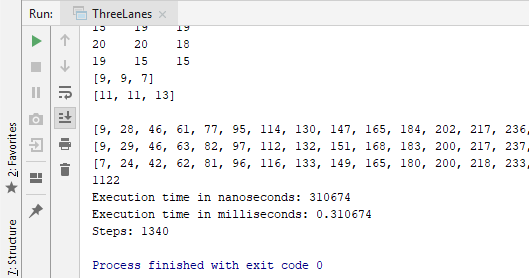 Run: ThreeLanes
15 19 19
20 20 18
19 15 15
[9, 9, 7]
[11, 11, 13]
[9, 28, 46, 61, 77, 95, 114, 130, 147, 165, 184, 202, 217, 236,
[9, 29, 46, 63, 82, 97, 112, 132, 151, 168, 183, 200, 217, 237,
[7, 24, 42, 62, 81, 96, 116, 133, 149, 165, 180, 200, 218, 233,
1122
Execution time in nanoseconds: 310674
Execution time in milliseconds: 0.310674
Steps: 1340
Process finished with exit code 0
2: Favorites
7: Structure